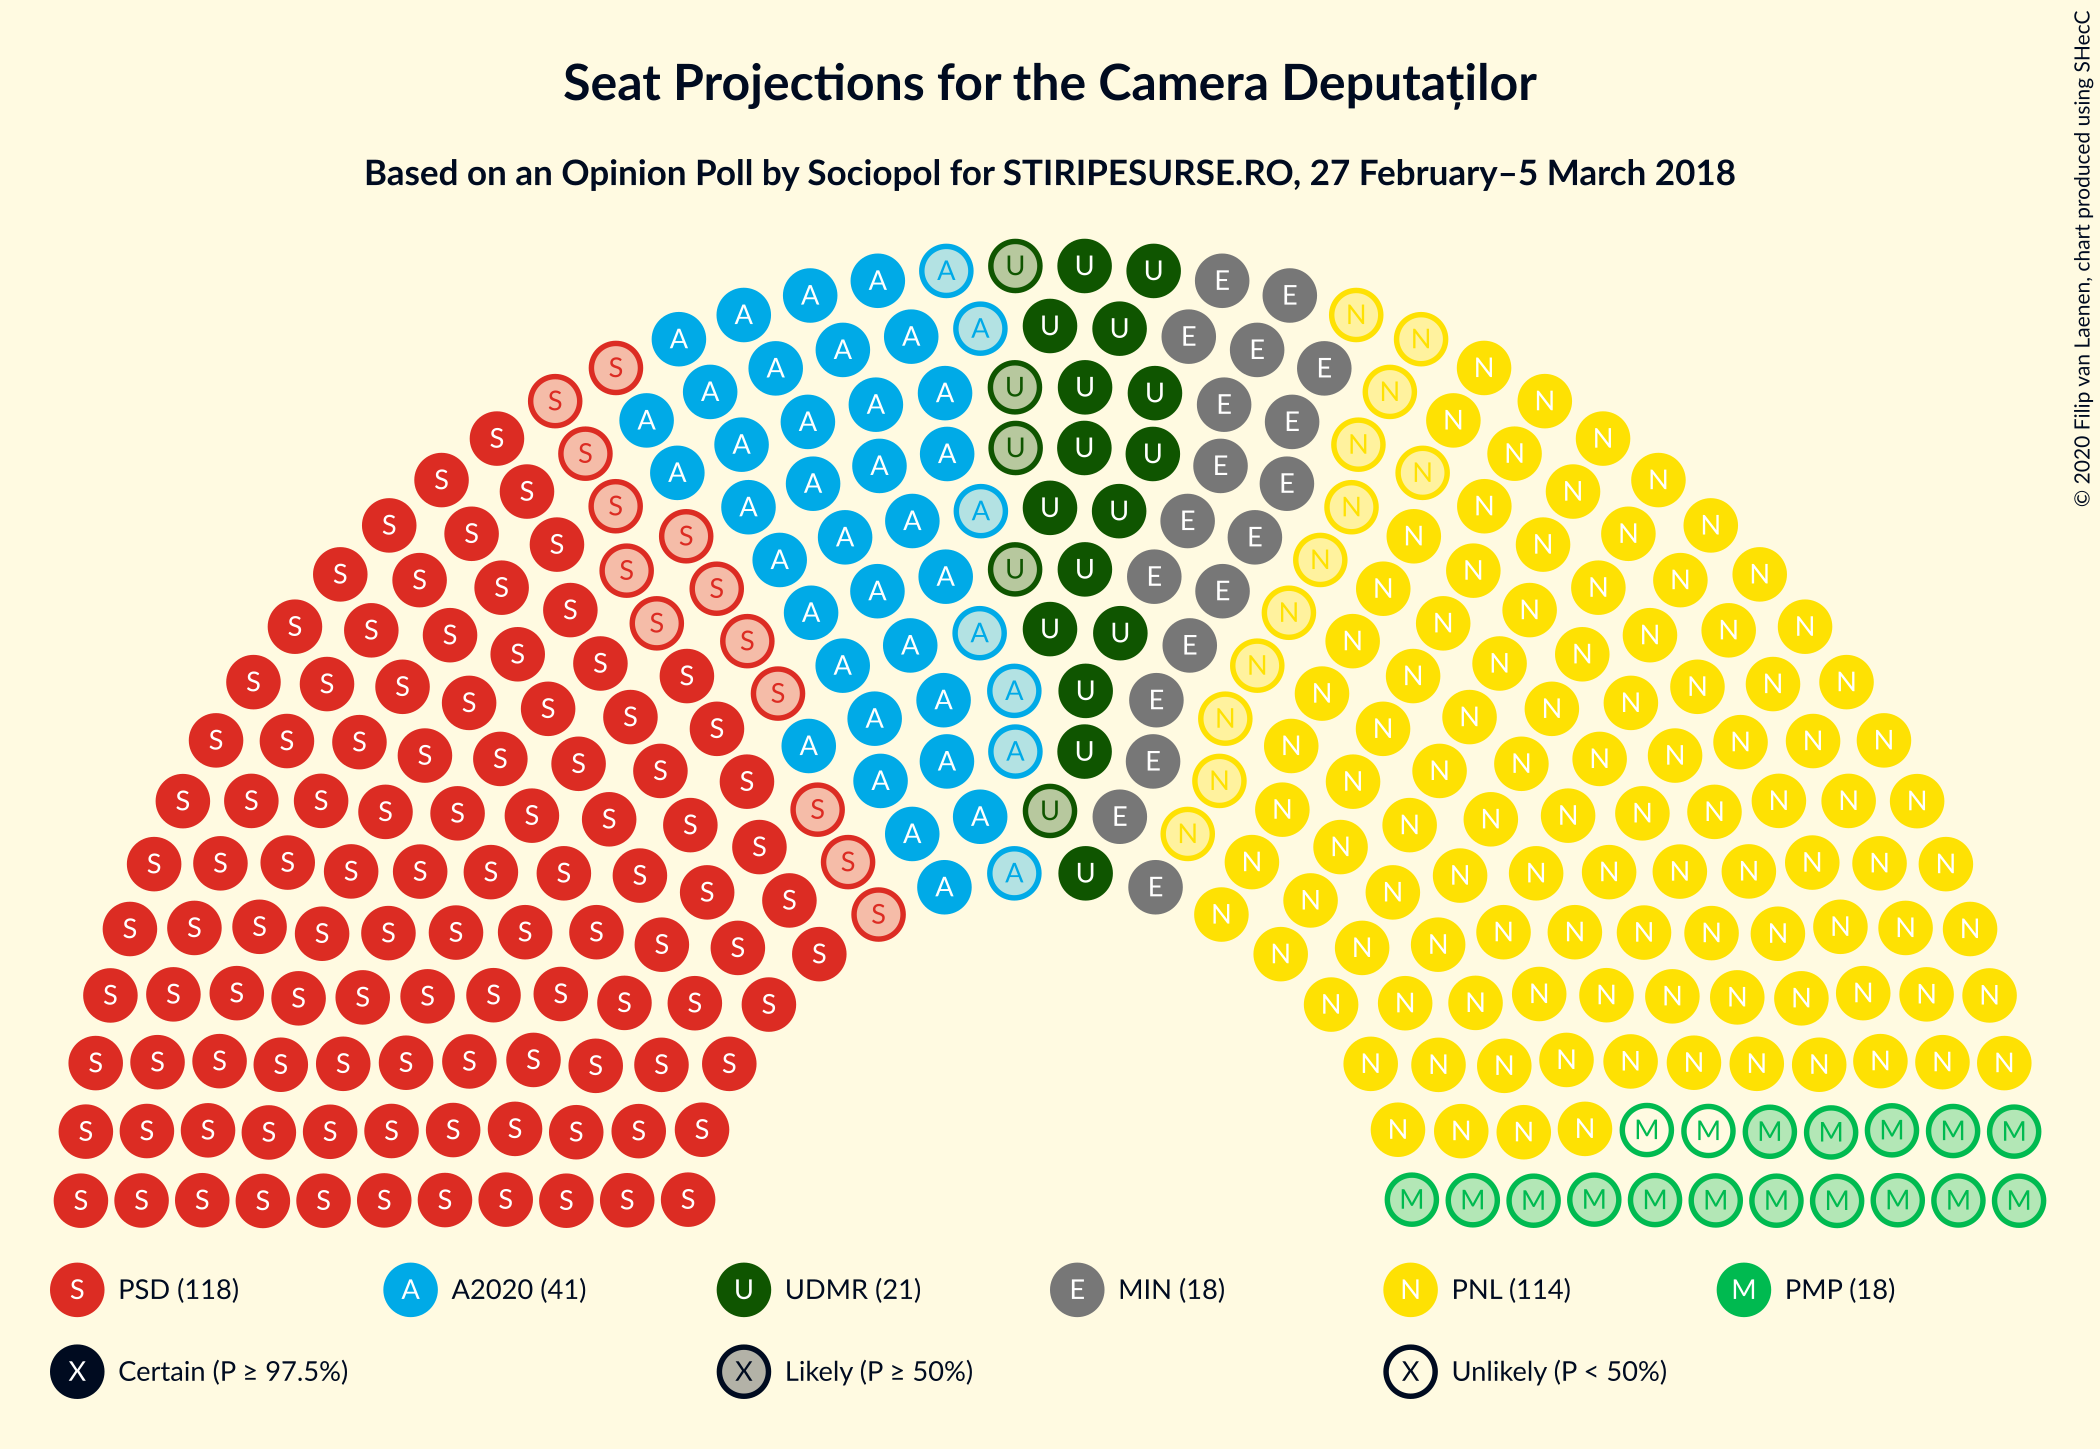 Seat Projections for the Camera Deputaților
Based on an Opinion Poll by Sociopol for STIRIPESURSE.RO, 27 February–5 March 2018
© 2020 Filip van Laenen, chart produced using SHecC
S PSD (118)
A A2020 (41)
U UDMR (21)
E MIN (18)
N PNL (114)
M PMP (18)
X Certain (P ≥ 97.5%)
X Likely (P ≥ 50%)
X Unlikely (P < 50%)